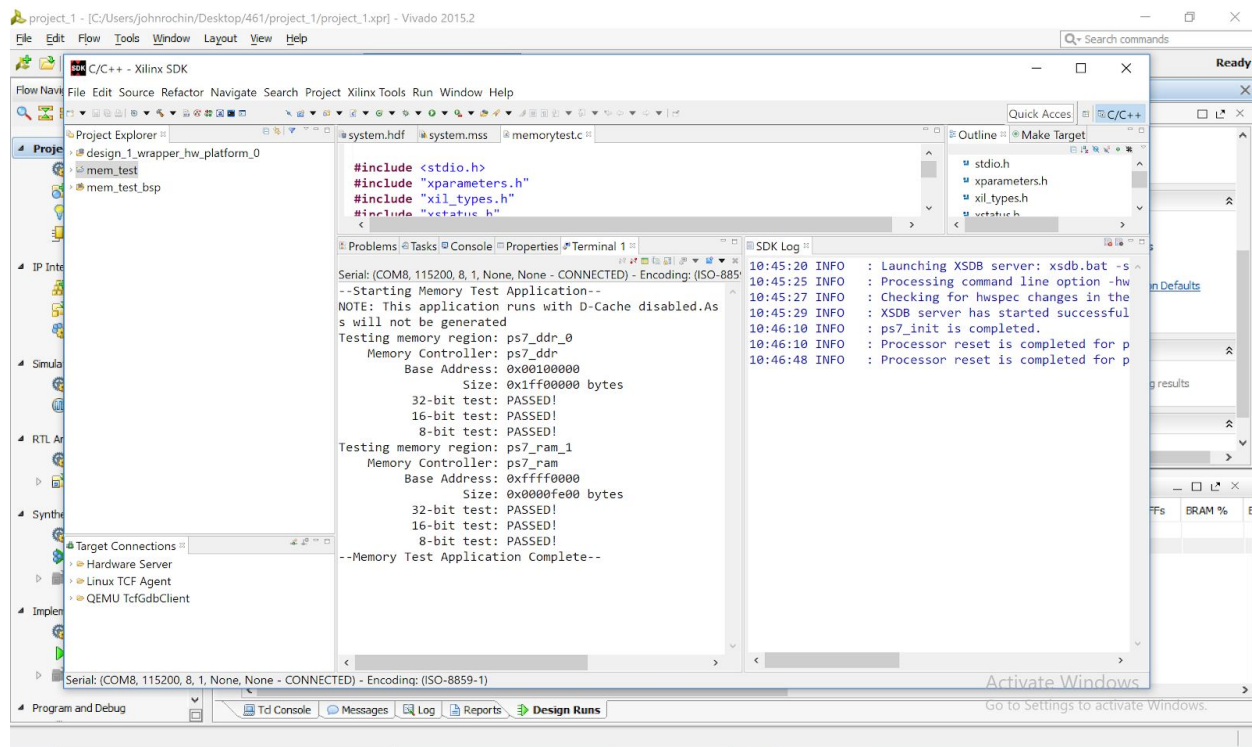 project_1 - [C:/Users/johnrochin/Desktop/461/project_1/project_1.xpr] - Vivado 2015.2
File Edit Flow Tools Window Layout View Help
Search commands
Ready
C/C++ - Xilinx SDK
Flow Navi
File Edit Source Refactor Navigate Search Project Xilinx Tools Run Window Help
Quick Acces
C/C++
Proje
IP Inte
Simula
RTL Ar
Synthe
Implem
Program and Debug
Project Explorer
design_1_wrapper_hw_platform_0
mem_test
mem_test_bsp
system.hdf system.mss memorytest.c
#include <stdio.h>
#include "xparameters.h"
#include "xil_types.h"
#include "xstatus.h"
Outline Make Target
stdio.h
xparameters.h
xil_types.h
xstatus.h
Problems Tasks Console Properties Terminal 1
Serial: (COM8, 115200, 8, 1, None, None - CONNECTED) - Encoding: (ISO-885
--Starting Memory Test Application--
NOTE: This application runs with D-Cache disabled.As
s will not be generated
Testing memory region: ps7_ddr_0
Memory Controller: ps7_ddr
Base Address: 0x00100000
Size: 0x1ff00000 bytes
32-bit test: PASSED!
16-bit test: PASSED!
8-bit test: PASSED!
Testing memory region: ps7_ram_1
Memory Controller: ps7_ram
Base Address: 0xffff0000
Size: 0x0000fe00 bytes
32-bit test: PASSED!
16-bit test: PASSED!
8-bit test: PASSED!
--Memory Test Application Complete--
SDK Log
10:45:20 INFO : Launching XSDB server: xsdb.bat -s
10:45:25 INFO : Processing command line option -hw
10:45:27 INFO : Checking for hwspec changes in the
10:45:29 INFO : XSDB server has started successful
10:46:10 INFO : ps7_init is completed.
10:46:10 INFO : Processor reset is completed for p
10:46:48 INFO : Processor reset is completed for p
Target Connections
Hardware Server
Linux TCF Agent
QEMU TcfGdbClient
Serial: (COM8, 115200, 8, 1, None, None - CONNECTED) - Encoding: (ISO-8859-1)
n Defaults
g results
FFs BRAM %
Activate Windows
Go to Settings to activate Windows.
Tcl Console Messages Log Reports Design Runs